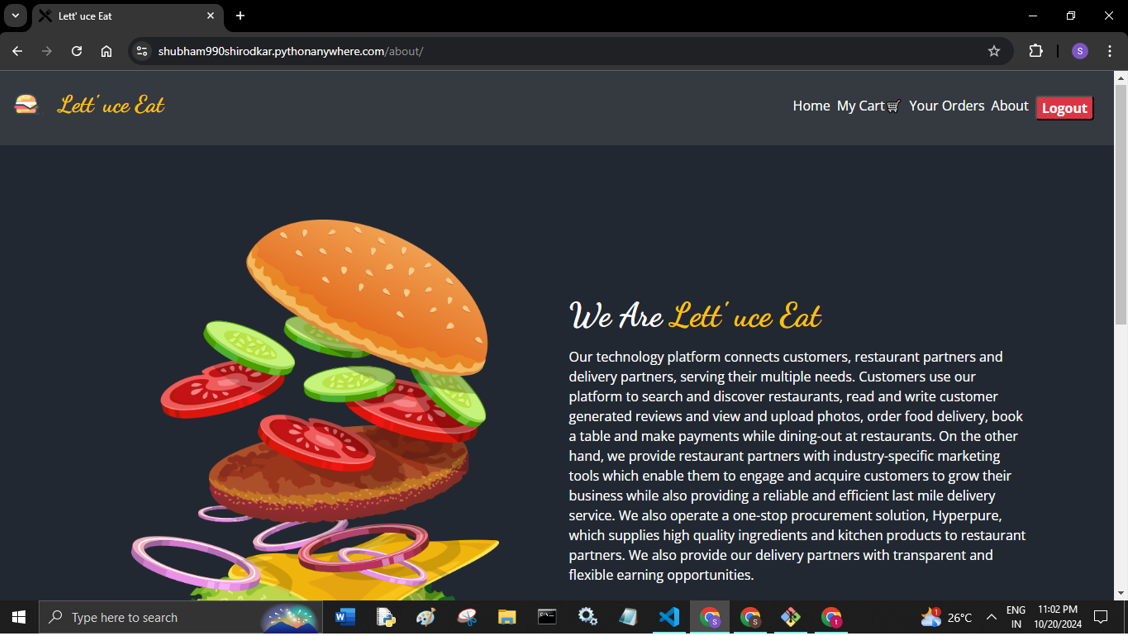 Lett' uce Eat
shubham990shirodkar.pythonanywhere.com/about/
S
Lett' uce Eat
Home My Cart🛒 Your Orders About Logout
We Are Lett' uce Eat
Our technology platform connects customers, restaurant partners and
delivery partners, serving their multiple needs. Customers use our
platform to search and discover restaurants, read and write customer
generated reviews and view and upload photos, order food delivery, book
a table and make payments while dining-out at restaurants. On the other
hand, we provide restaurant partners with industry-specific marketing
tools which enable them to engage and acquire customers to grow their
business while also providing a reliable and efficient last mile delivery
service. We also operate a one-stop procurement solution, Hyperpure,
which supplies high quality ingredients and kitchen products to restaurant
partners. We also provide our delivery partners with transparent and
flexible earning opportunities.
Type here to search
26°C
ENG
IN
11:02 PM
10/20/2024